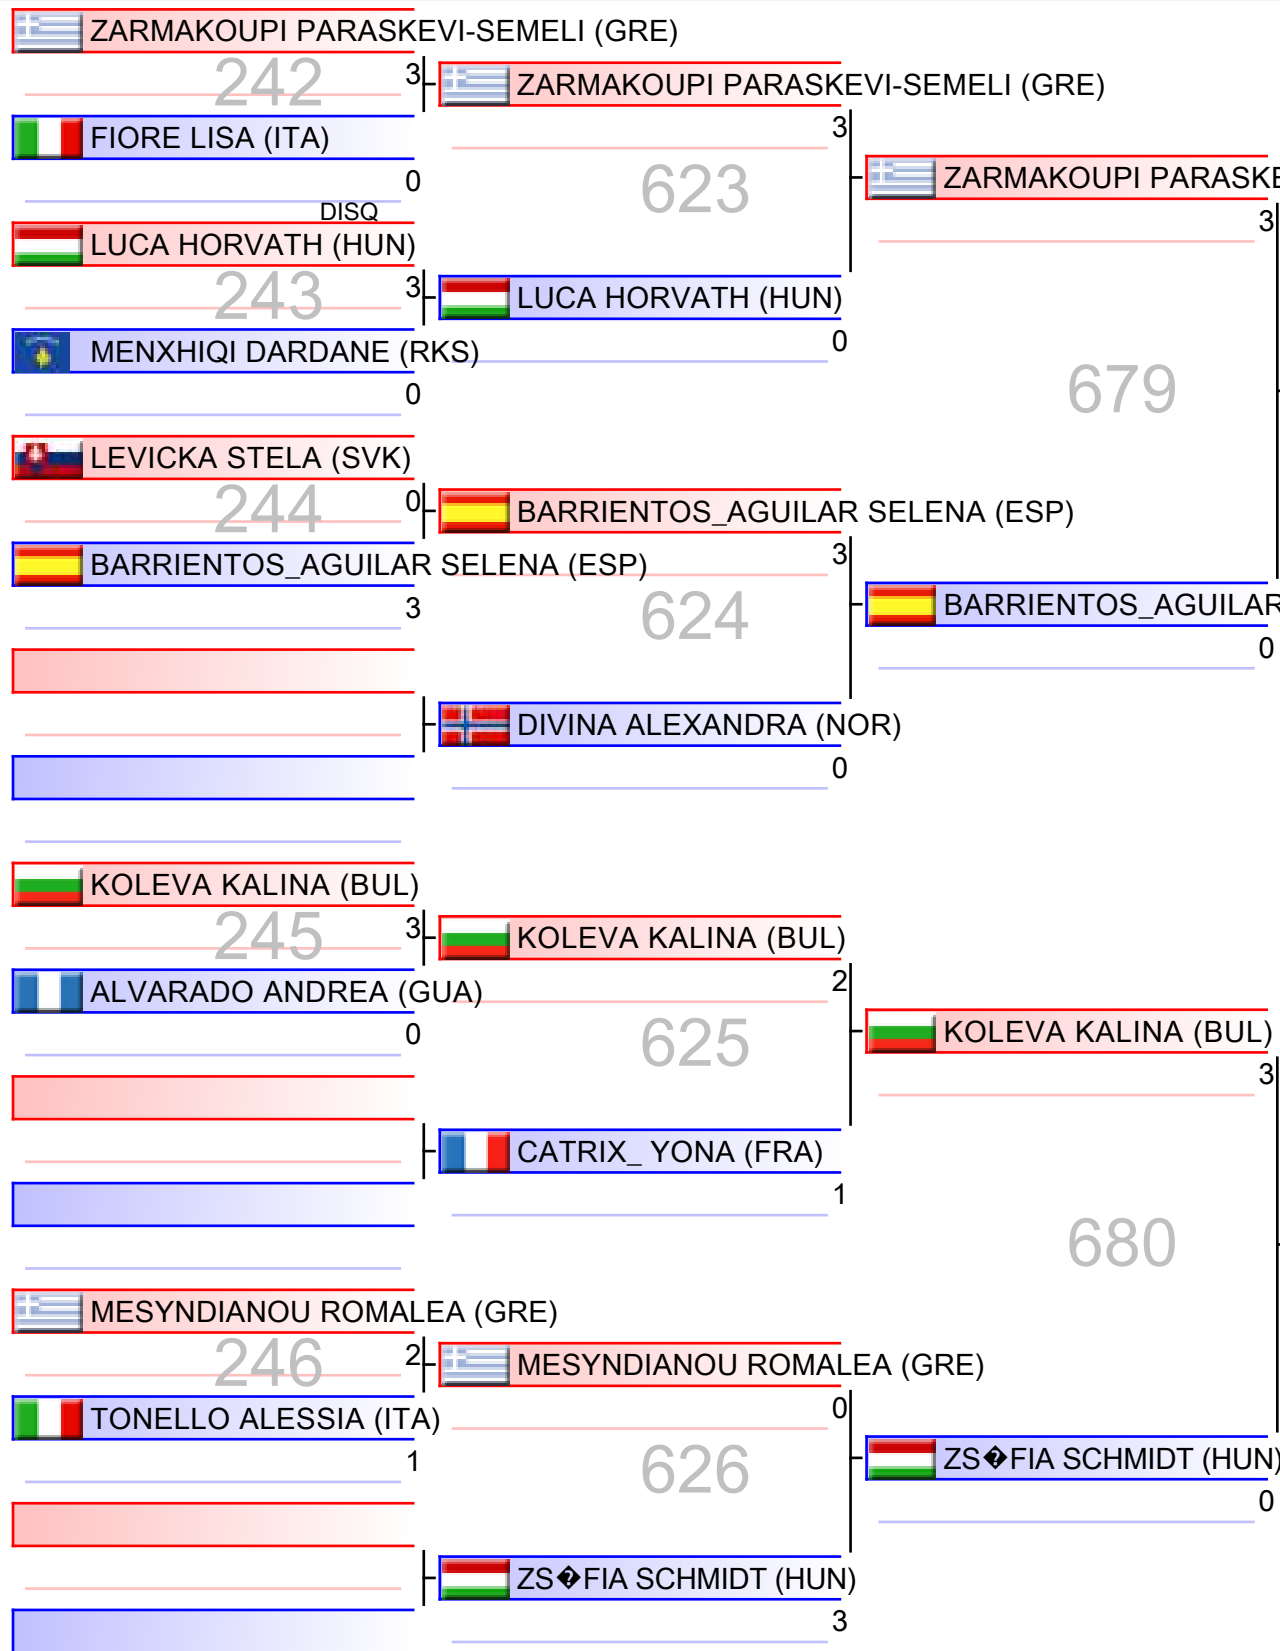 ZARMAKOUPI PARASKEVI-SEMELI (GRE)
242
3
FIORE LISA (ITA)
0
DISQ
LUCA HORVATH (HUN)
243
3
MENXHIQI DARDANE (RKS)
0
LEVICKA STELA (SVK)
244
0
BARRIENTOS_AGUILAR SELENA (ESP)
3
KOLEVA KALINA (BUL)
245
3
ALVARADO ANDREA (GUA)
0
MESYNDIANOU ROMALEA (GRE)
246
2
TONELLO ALESSIA (ITA)
1
ZARMAKOUPI PARASKEVI-SEMELI (GRE)
3
623
LUCA HORVATH (HUN)
0
BARRIENTOS_AGUILAR SELENA (ESP)
3
624
DIVINA ALEXANDRA (NOR)
0
KOLEVA KALINA (BUL)
2
625
CATRIX_ YONA (FRA)
1
MESYNDIANOU ROMALEA (GRE)
0
626
ZS�FIA SCHMIDT (HUN)
3
ZARMAKOUPI PARASKE
3
679
BARRIENTOS_AGUILAR
0
KOLEVA KALINA (BUL)
3
680
ZS�FIA SCHMIDT (HUN)
0